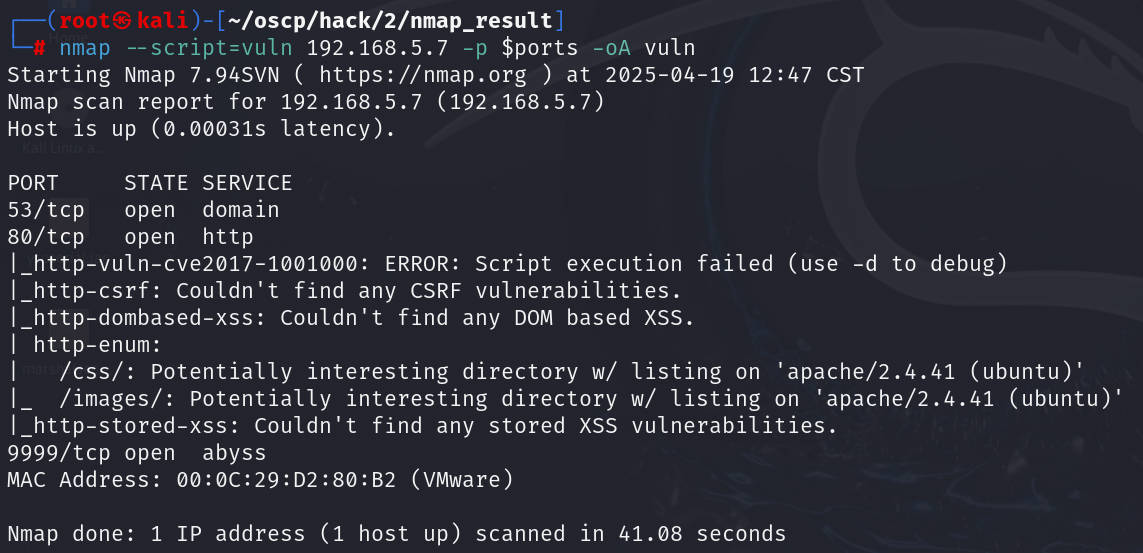 ┌──(root㉿kali)-[~/oscp/hack/2/nmap_result]
└─# nmap --script=vuln 192.168.5.7 -p $ports -oA vuln
Starting Nmap 7.94SVN ( https://nmap.org ) at 2025-04-19 12:47 CST
Nmap scan report for 192.168.5.7 (192.168.5.7)
Host is up (0.00031s latency).
PORT     STATE SERVICE
53/tcp   open  domain
80/tcp   open  http
|_http-vuln-cve2017-1001000: ERROR: Script execution failed (use -d to debug)
|_http-csrf: Couldn't find any CSRF vulnerabilities.
|_http-dombased-xss: Couldn't find any DOM based XSS.
| http-enum:
|   /css/: Potentially interesting directory w/ listing on 'apache/2.4.41 (ubuntu)'
|_  /images/: Potentially interesting directory w/ listing on 'apache/2.4.41 (ubuntu)'
|_http-stored-xss: Couldn't find any stored XSS vulnerabilities.
9999/tcp open  abyss
MAC Address: 00:0C:29:D2:80:B2 (VMware)
Nmap done: 1 IP address (1 host up) scanned in 41.08 seconds